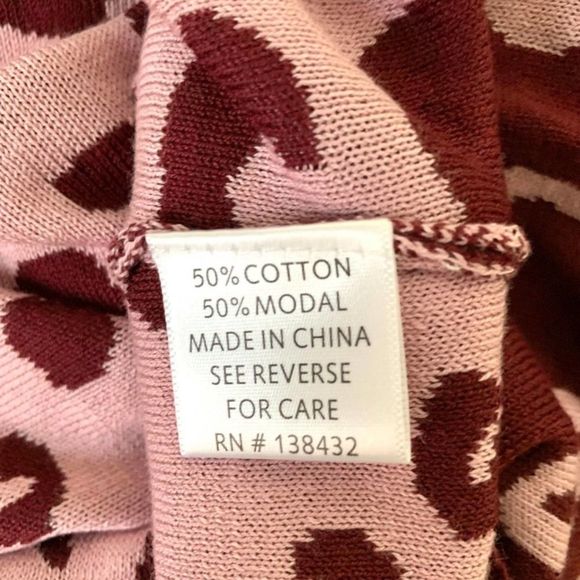 50% COTTON
50% MODAL
MADE IN CHINA
SEE REVERSE
FOR CARE
RN # 138432